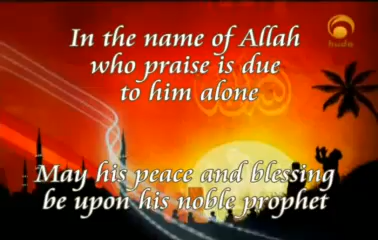 huda
In the name of Allah
who praise is due
to him alone
May his peace and blessing
be upon his noble prophet